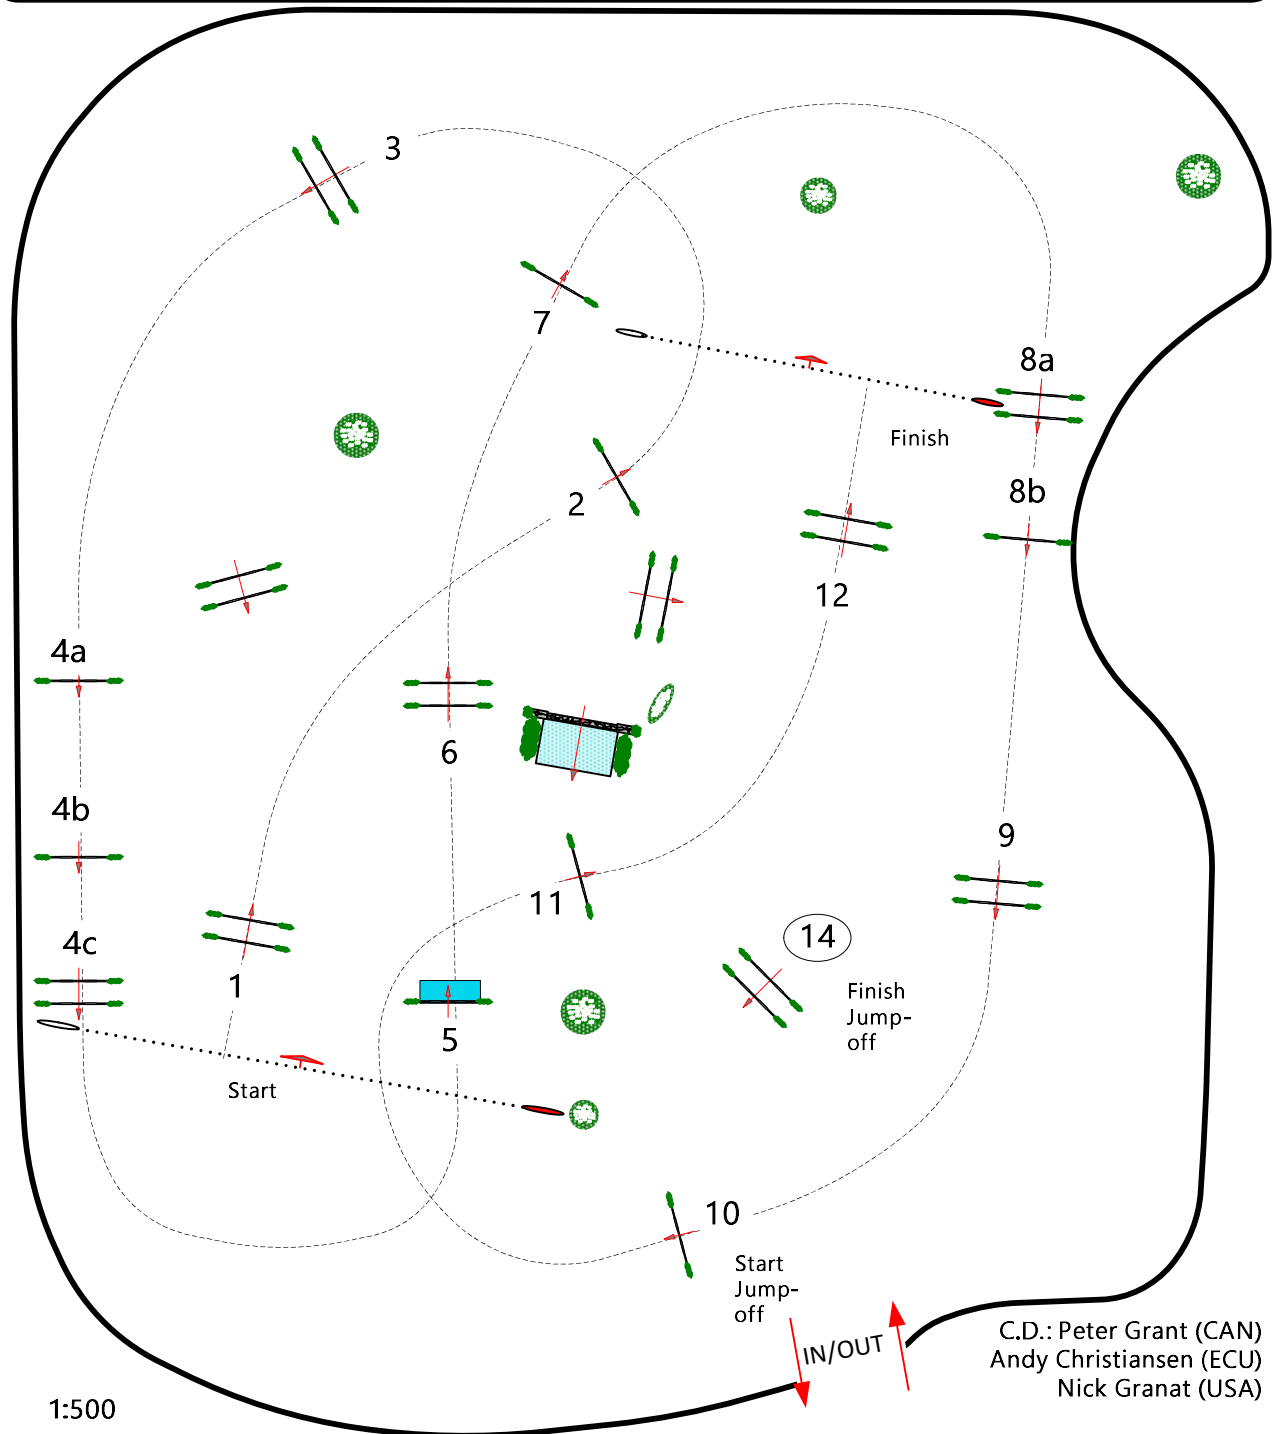 3
7
8a
Finish
8b
2
12
4a
6
4b
9
11
4c
14
1
Finish
Jump-
off
5
Start
10
Start
Jump-
off
IN/OUT
C.D.: Peter Grant (CAN)
Andy Christiansen (ECU)
Nick Granat (USA)
1:500